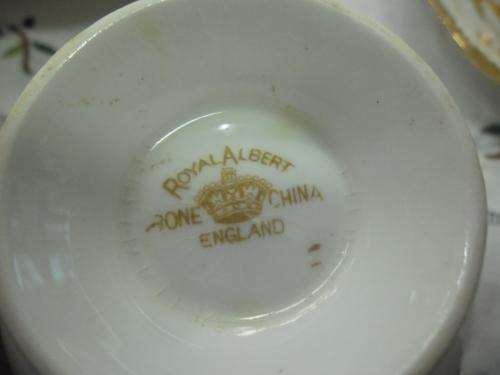 ROYAL ALBERT
BONE CHINA
ENGLAND